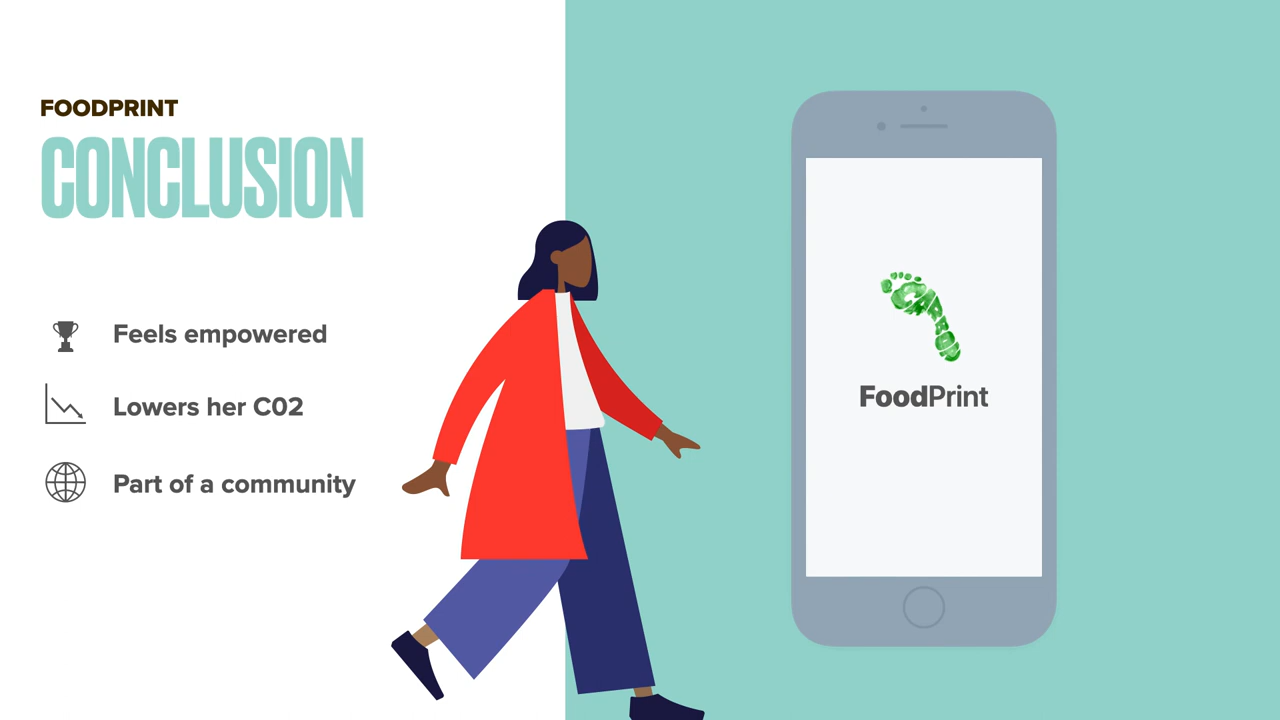 FOODPRINT
CONCLUSION
Feels empowered
Lowers her C02
Part of a community
FoodPrint